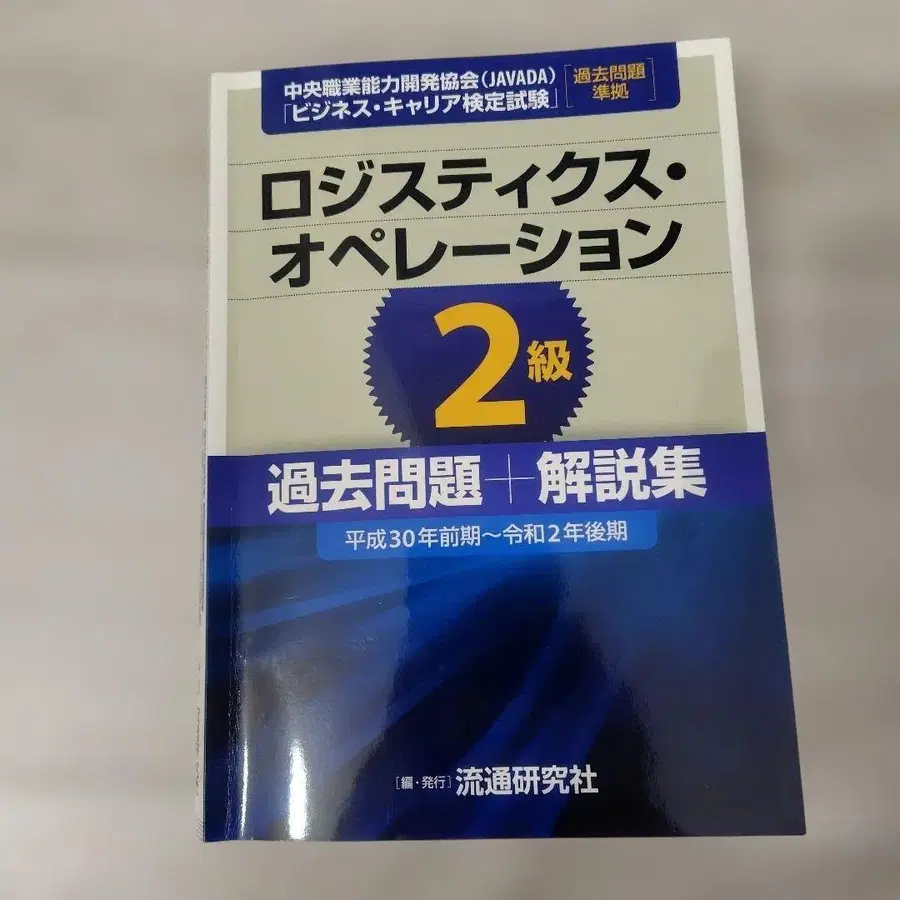 中央職業能力開発協会(JAVADA)
「ビジネス・キャリア検定試験」
過去問題
準拠
ロジスティクス・
オペレーション
2級
過去問題+解説集
平成30年前期〜令和2年後期
[編・発行] 流通研究社